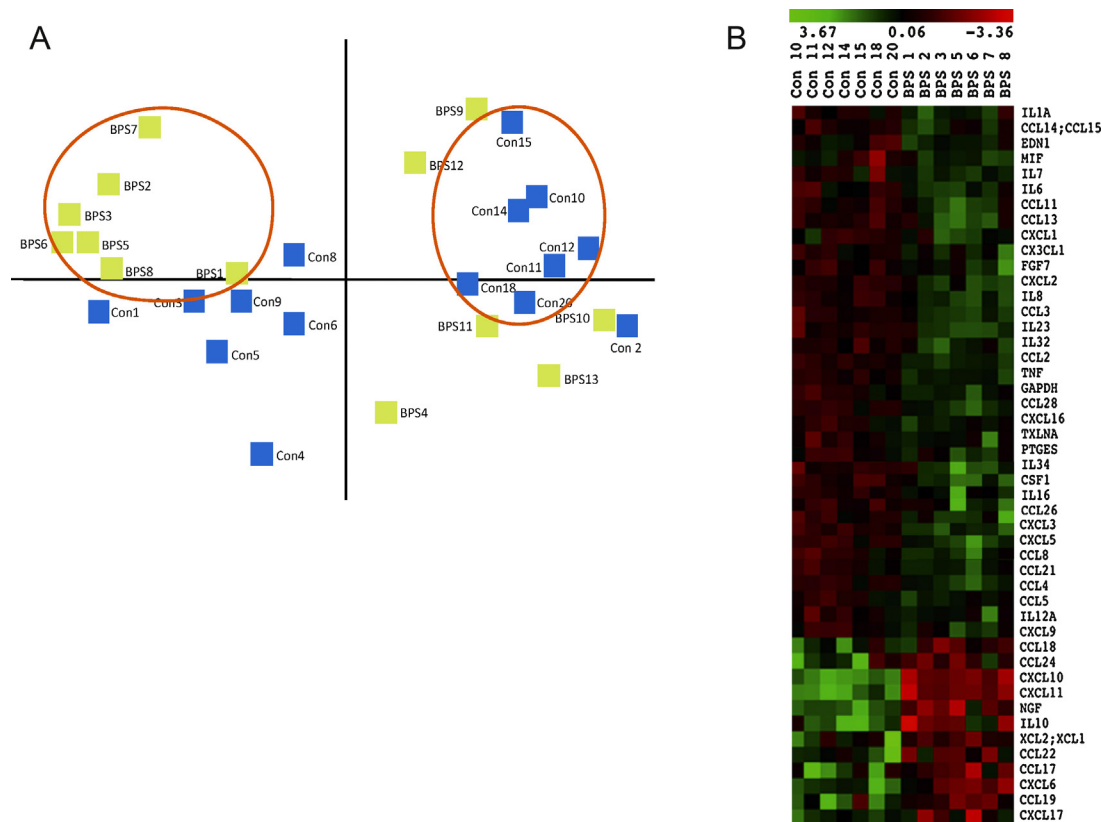 A
BPS9
BPS7
Con15
BPS12
BPS2
Con10
BPS3
Con14
BPS6
BPS5
Con12
Con8
BPS8
BPS1
Con11
Con18
Con1
Con9
Con20
Con6
BPS11
BPS10
Con 2
Con5
BPS13
BPS4
Con4
B
3.67 0.06 -3.36
Con 10
Con 11
Con 12
Con 14
Con 15
Con 18
Con 20
BPS 1
BPS 2
BPS 3
BPS 5
BPS 6
BPS 7
BPS 8
IL1A
CCL14;CCL15
EDN1
MIF
IL7
IL6
CCL11
CCL13
CXCL1
CX3CL1
FGF7
CXCL2
IL8
CCL3
IL23
IL32
CCL2
TNF
GAPDH
CCL28
CXCL16
TXLNA
PTGES
IL34
CSF1
IL16
CCL26
CXCL3
CXCL5
CCL8
CCL21
CCL4
CCL5
IL12A
CXCL9
CCL18
CCL24
CXCL10
CXCL11
NGF
IL10
XCL2;XCL1
CCL22
CCL17
CXCL6
CCL19
CXCL17